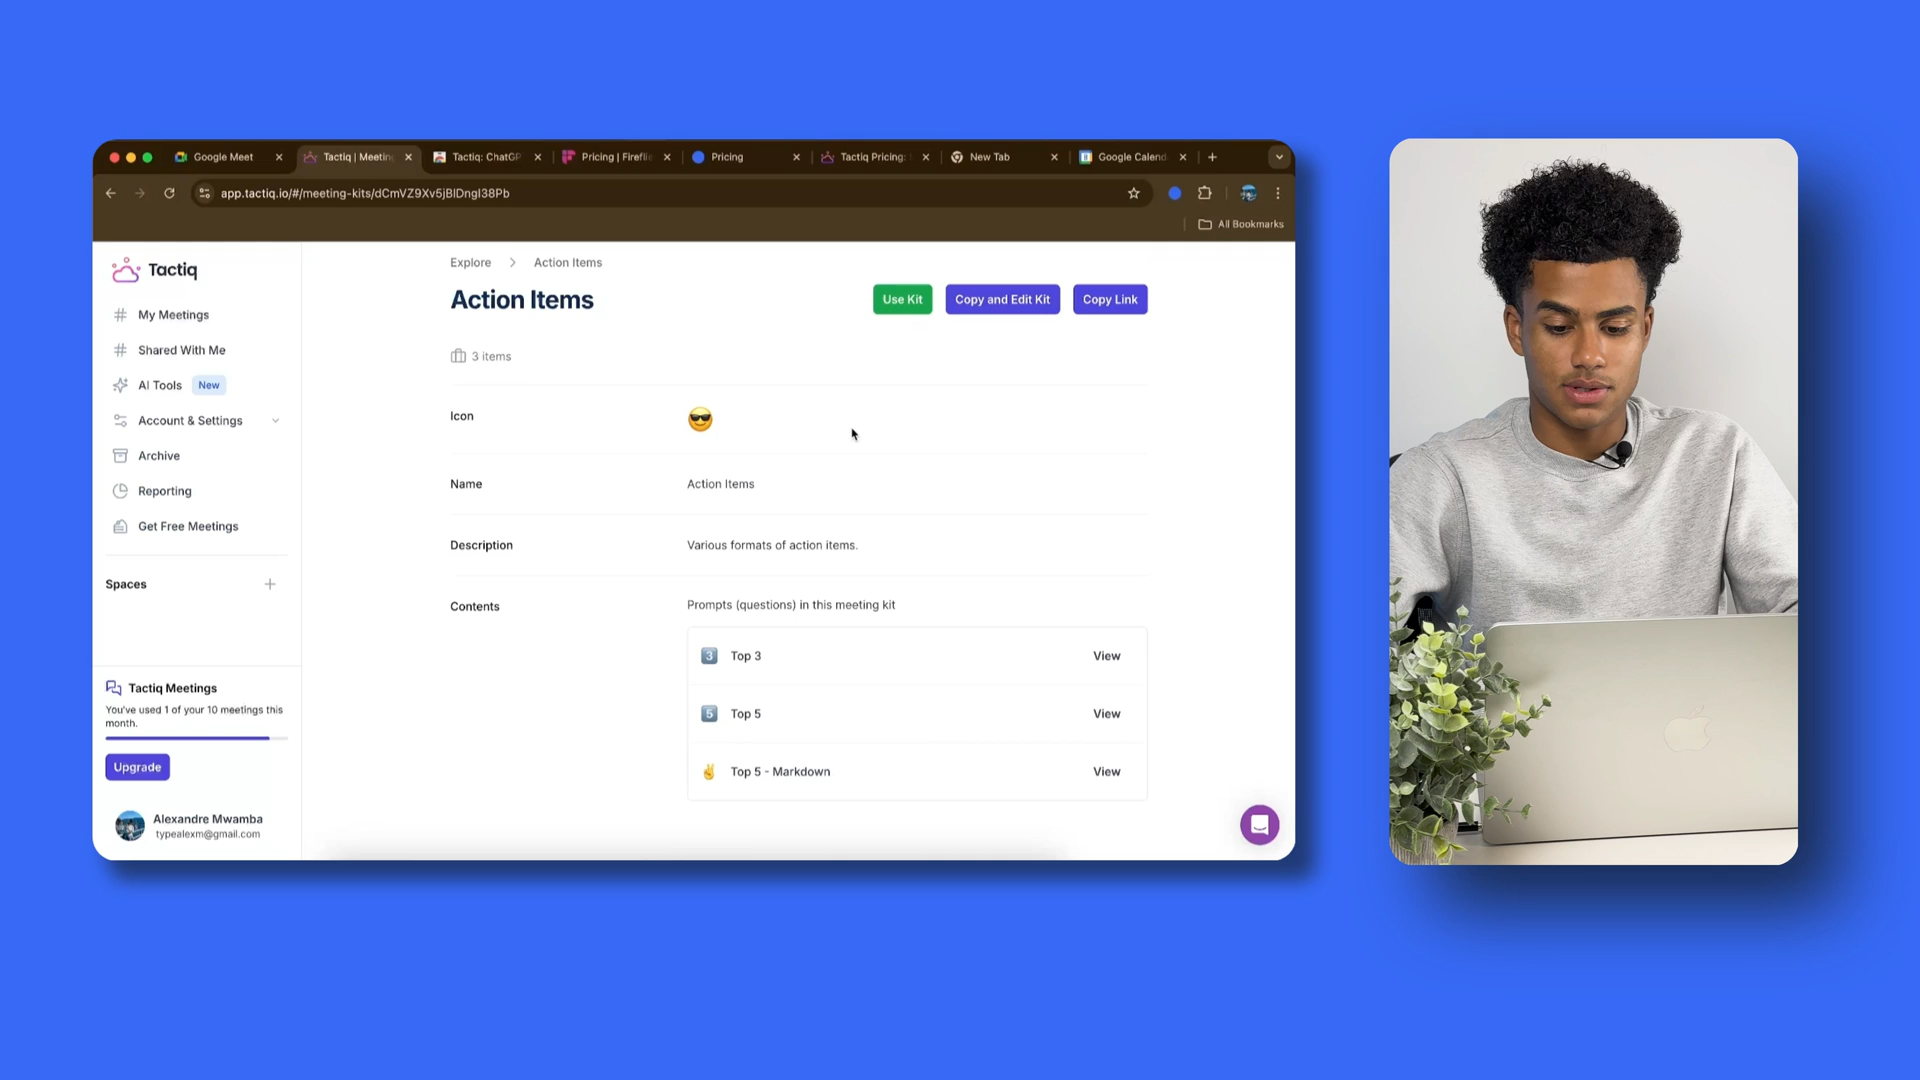 Google Meet
Tactiq | Meetin
Tactiq: ChatGP
Pricing | Firefli
Pricing
Tactiq Pricing:
New Tab
Google Calend
app.tactiq.io/#/meeting-kits/dCmVZ9Xv5jBlDngI38Pb
All Bookmarks
Tactiq
My Meetings
Shared With Me
AI Tools New
Account & Settings
Archive
Reporting
Get Free Meetings
Spaces
Tactiq Meetings
You've used 1 of your 10 meetings this
month.
Upgrade
Alexandre Mwamba
typealexm@gmail.com
Explore > Action Items
Action Items
Use Kit
Copy and Edit Kit
Copy Link
3 items
Icon
Name Action Items
Description Various formats of action items.
Contents Prompts (questions) in this meeting kit
3 Top 3 View
5 Top 5 View
Top 5 - Markdown View